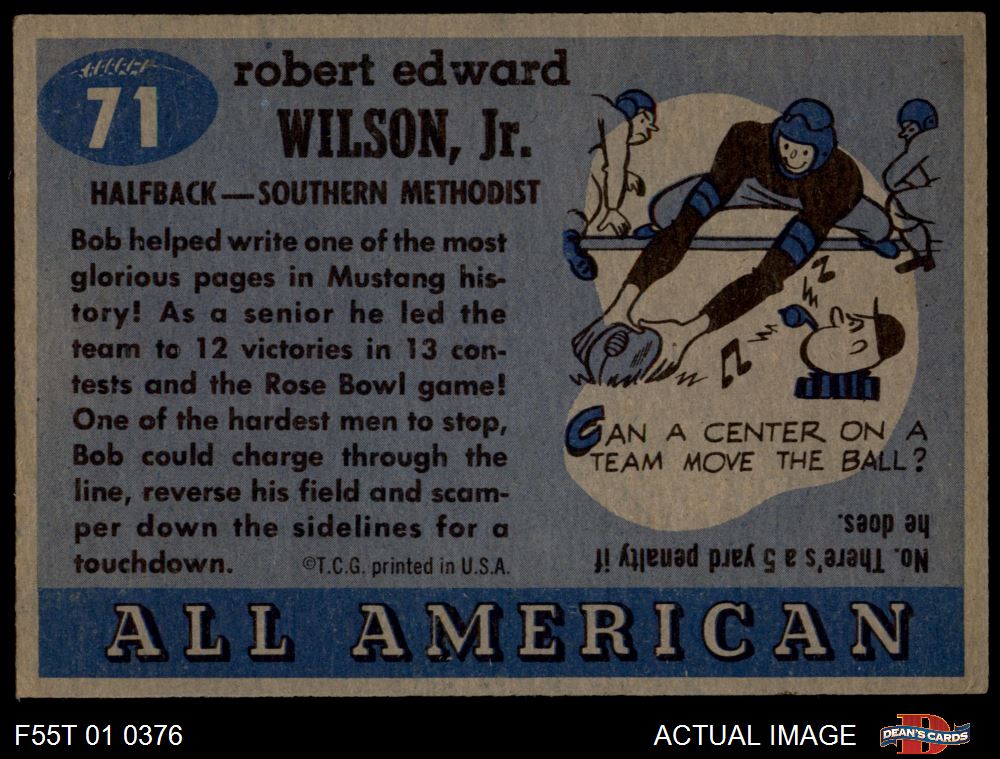 71
robert edward
WILSON, Jr.
HALFBACK—SOUTHERN METHODIST
Bob helped write one of the most
glorious pages in Mustang his-
tory! As a senior he led the
team to 12 victories in 13 con-
tests and the Rose Bowl game!
One of the hardest men to stop,
Bob could charge through the
line, reverse his field and scam-
per down the sidelines for a
touchdown.
©T.C.G. printed in U.S.A.
Z
CAN A CENTER ON A
TEAM MOVE THE BALL?
No. There's a 5 yard penalty if
he does.
ALL AMERICAN
F55T 01 0376
ACTUAL IMAGE
D
DEAN'S CARDS